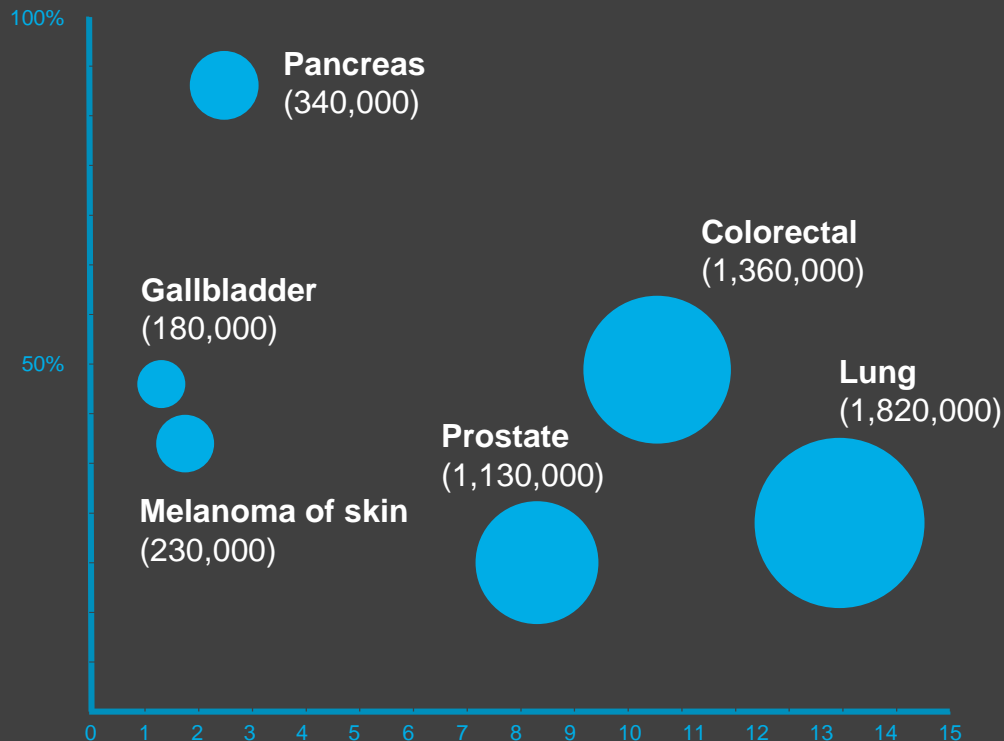 100%
Pancreas
(340,000)
Colorectal
(1,360,000)
Gallbladder
(180,000)
50%
Lung
(1,820,000)
Prostate
(1,130,000)
Melanoma of skin
(230,000)
0 1 2 3 4 5 6 7 8 9 10 11 12 13 14 15